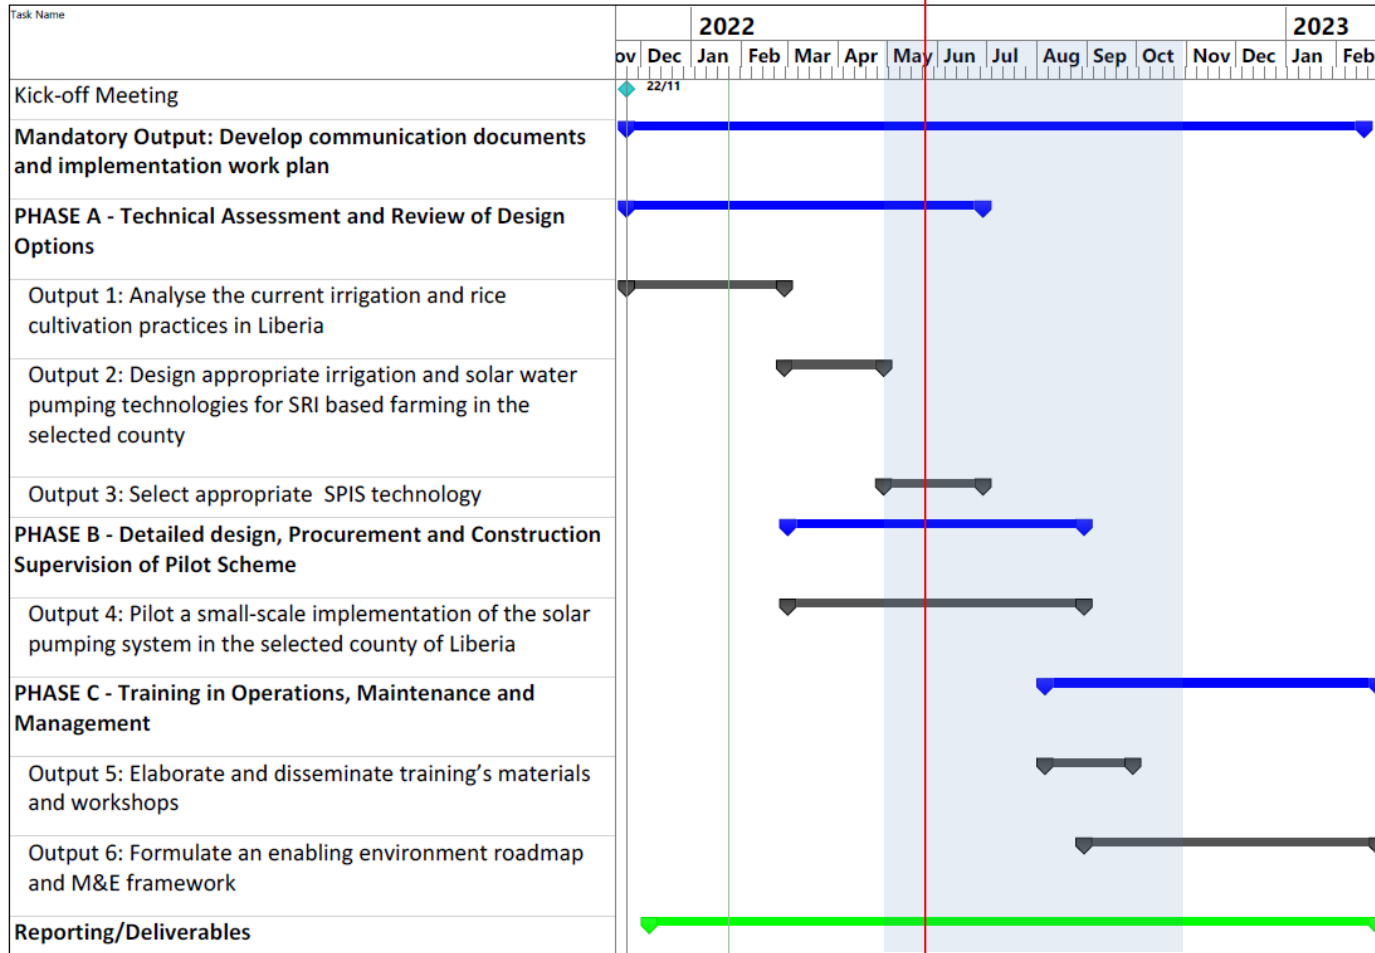 Task Name
2022
2023
ov Dec Jan Feb Mar Apr May Jun Jul Aug Sep Oct Nov Dec Jan Feb
Kick-off Meeting
22/11
Mandatory Output: Develop communication documents
and implementation work plan
PHASE A - Technical Assessment and Review of Design
Options
Output 1: Analyse the current irrigation and rice
cultivation practices in Liberia
Output 2: Design appropriate irrigation and solar water
pumping technologies for SRI based farming in the
selected county
Output 3: Select appropriate  SPIS technology
PHASE B - Detailed design, Procurement and Construction
Supervision of Pilot Scheme
Output 4: Pilot a small-scale implementation of the solar
pumping system in the selected county of Liberia
PHASE C - Training in Operations, Maintenance and
Management
Output 5: Elaborate and disseminate training’s materials
and workshops
Output 6: Formulate an enabling environment roadmap
and M&E framework
Reporting/Deliverables